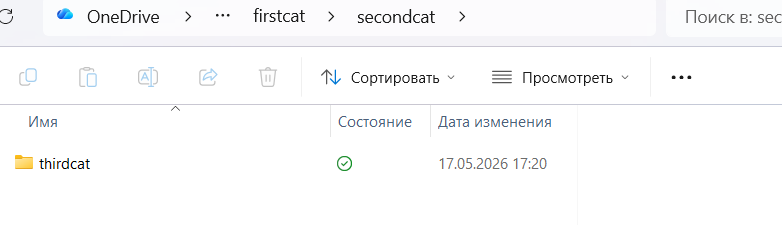 OneDrive > ... firstcat > secondcat > Поиск в: sec
Сортировать Просмотреть ...
Имя Состояние Дата изменения
thirdcat 17.05.2026 17:20